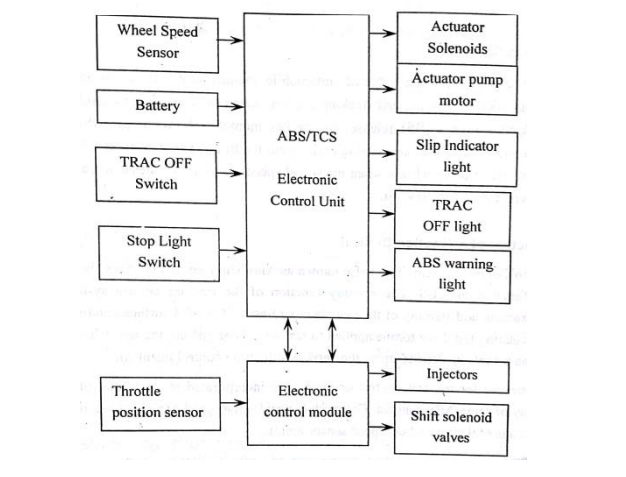 Wheel Speed
Sensor
Battery
TRAC OFF
Switch
Stop Light
Switch
ABS/TCS
Electronic
Control Unit
Actuator
Solenoids
Actuator pump
motor
Slip Indicator
light
TRAC
OFF light
ABS warning
light
Throttle
position sensor
Electronic
control module
Injectors
Shift solenoid
valves